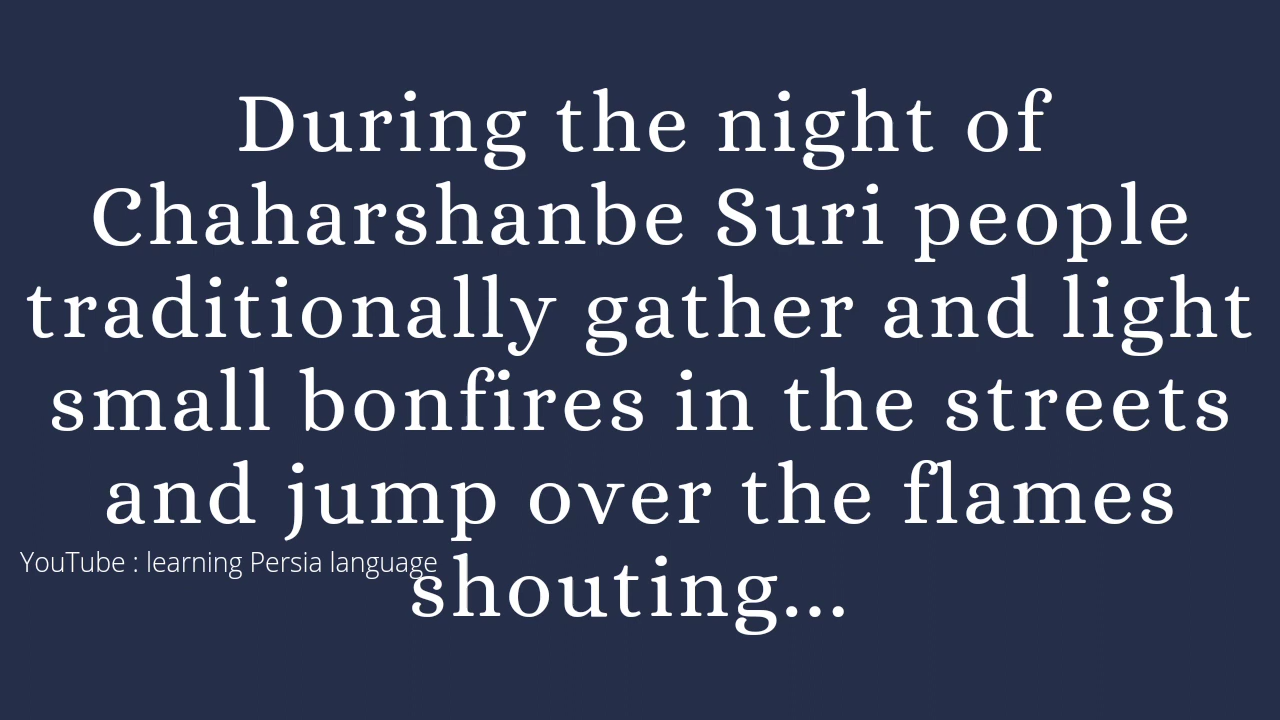 During the night of
Chaharshanbe Suri people
traditionally gather and light
small bonfires in the streets
and jump over the flames
YouTube : learning Persia language
shouting...